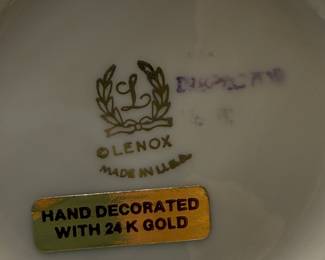 L
© LENOX
MADE IN U.S.A.
HAND DECORATED
WITH 24 K GOLD